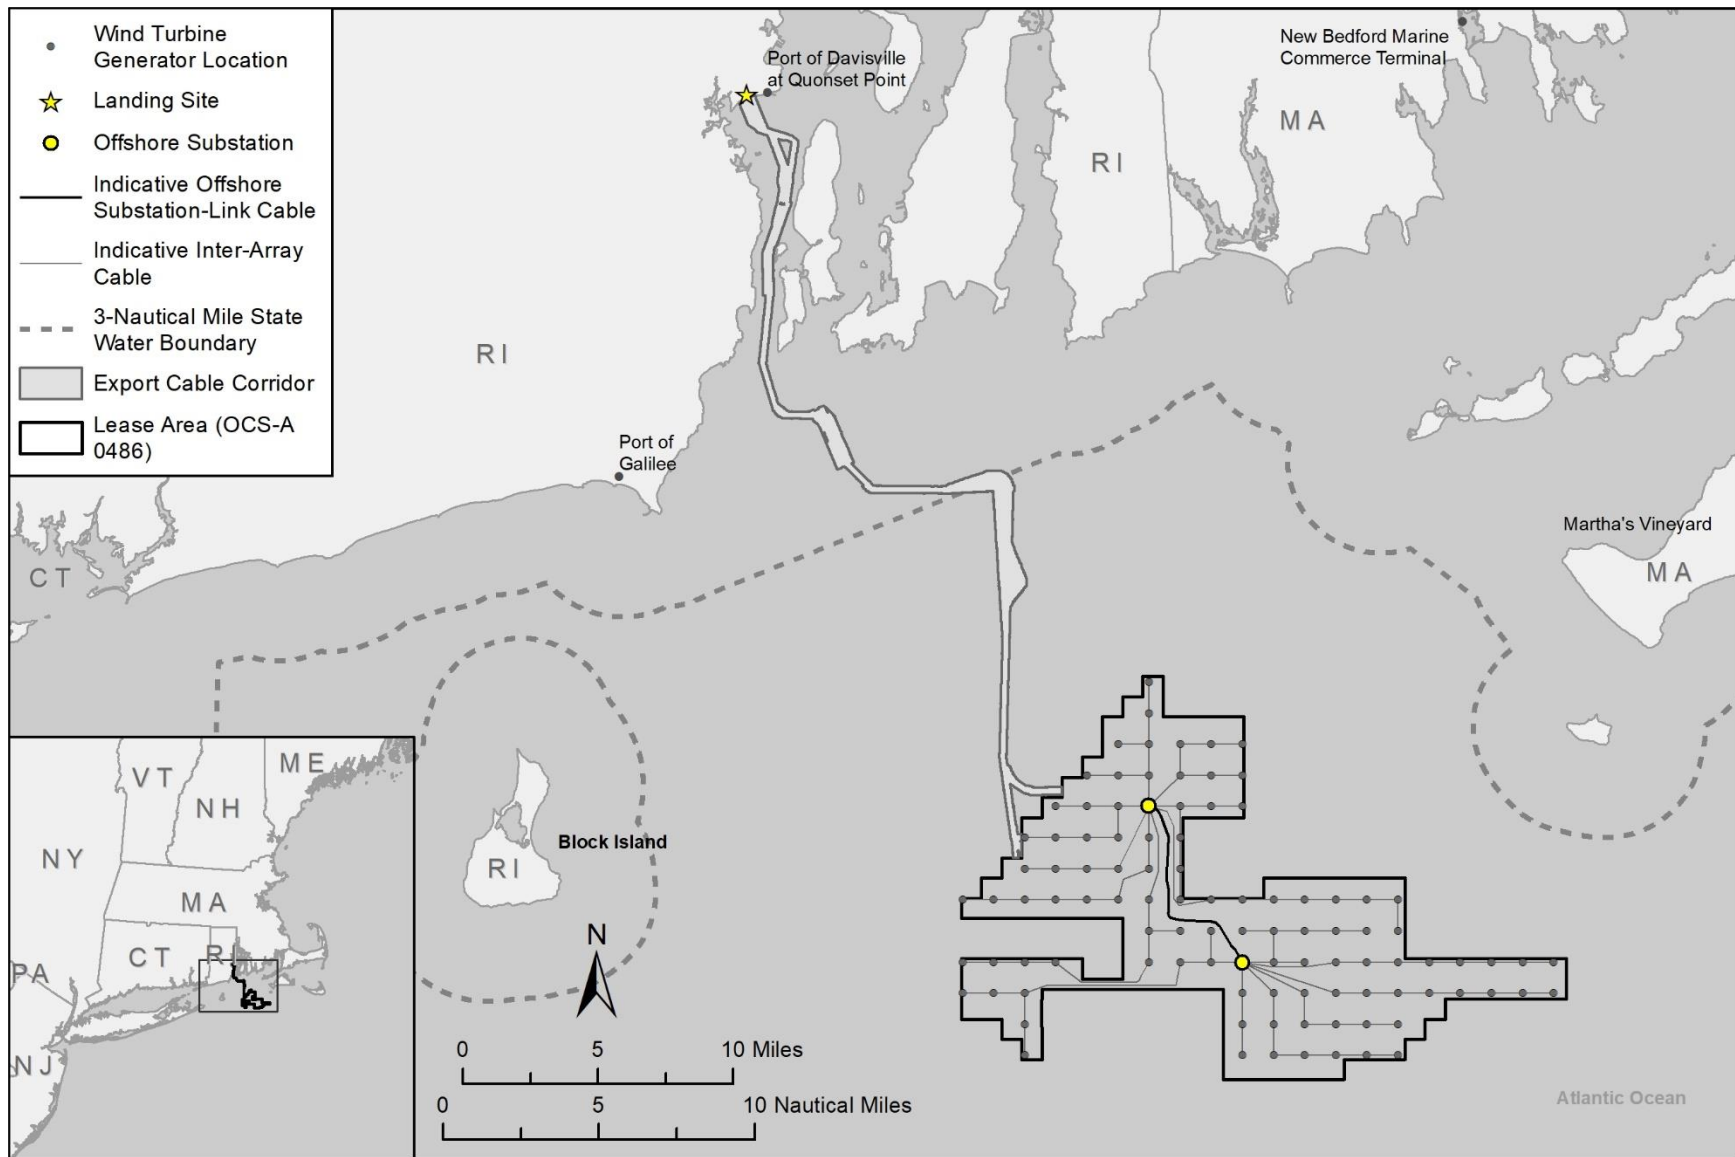 Wind Turbine
Generator Location
Landing Site
Offshore Substation
Indicative Offshore
Substation-Link Cable
Indicative Inter-Array
Cable
3-Nautical Mile State
Water Boundary
Export Cable Corridor
Lease Area (OCS-A
0486)
Port of Davisville
at Quonset Point
New Bedford Marine
Commerce Terminal
MA
RI
RI
Port of
Galilee
Martha's Vineyard
MA
CT
Block Island
RI
N
0 5 10 Miles
0 5 10 Nautical Miles
Atlantic Ocean
VT
ME
NH
NY
MA
CT
RI
PA
NJ